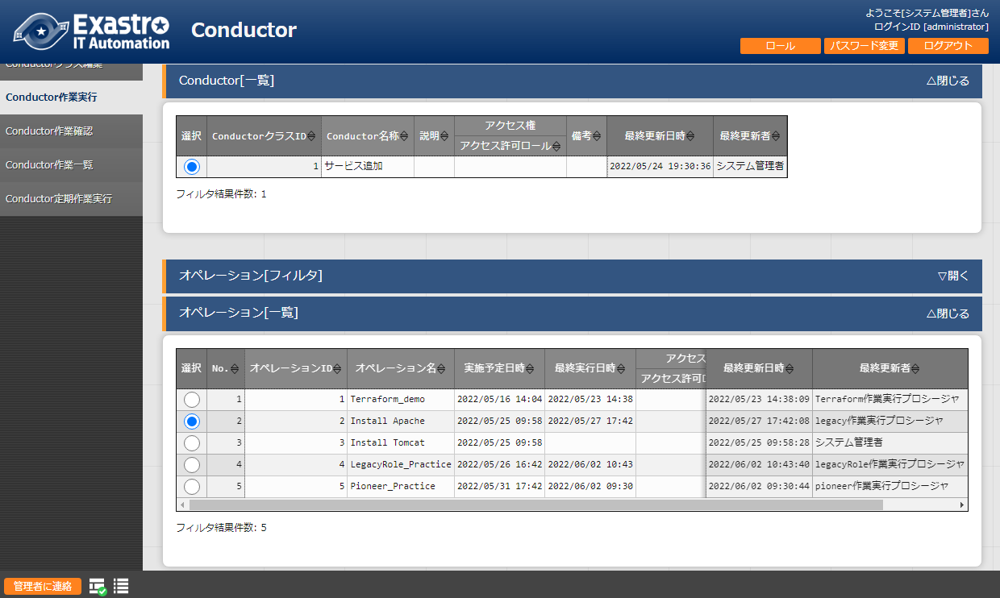 Exastro
IT Automation
Conductor
ようこそ[システム管理者]さん
ログインID [administrator]
ロール
パスワード変更
ログアウト
Conductorクラス編集
Conductor作業実行
Conductor作業確認
Conductor作業一覧
Conductor定期作業実行
Conductor[一覧] △閉じる
選択 ConductorクラスID Conductor名称 説明 アクセス権 備考 最終更新日時 最終更新者
アクセス許可ロール
1 サービス追加 2022/05/24 19:30:36 システム管理者
フィルタ結果件数: 1
オペレーション[フィルタ] ▽開く
オペレーション[一覧] △閉じる
選択 No. オペレーションID オペレーション名 実施予定日時 最終実行日時 アクセス 最終更新日時 最終更新者
アクセス許可ロ
1 1 Terraform_demo 2022/05/16 14:04 2022/05/23 14:38 2022/05/23 14:38:09 Terraform作業実行プロシージャ
2 2 Install Apache 2022/05/25 09:58 2022/05/27 17:42 2022/05/27 17:42:08 legacy作業実行プロシージャ
3 3 Install Tomcat 2022/05/25 09:58 2022/05/25 09:58:28 システム管理者
4 4 LegacyRole_Practice 2022/05/26 16:42 2022/06/02 10:43 2022/06/02 10:43:40 legacyRole作業実行プロシージャ
5 5 Pioneer_Practice 2022/05/31 17:42 2022/06/02 09:30 2022/06/02 09:30:44 pioneer作業実行プロシージャ
フィルタ結果件数: 5
管理者に連絡